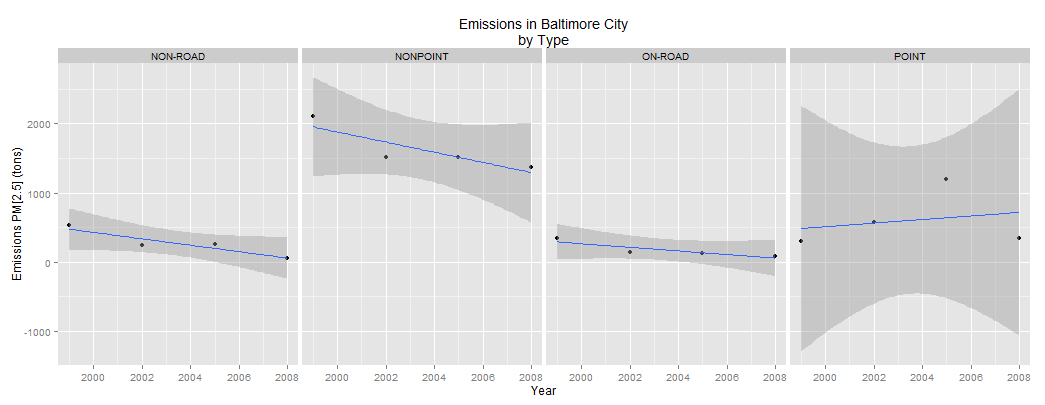 Emissions in Baltimore City
by Type
NON-ROAD
NONPOINT
ON-ROAD
POINT
Emissions PM[2.5] (tons)
2000
1000
0
-1000
2000 2002 2004 2006 2008
2000 2002 2004 2006 2008
2000 2002 2004 2006 2008
2000 2002 2004 2006 2008
Year